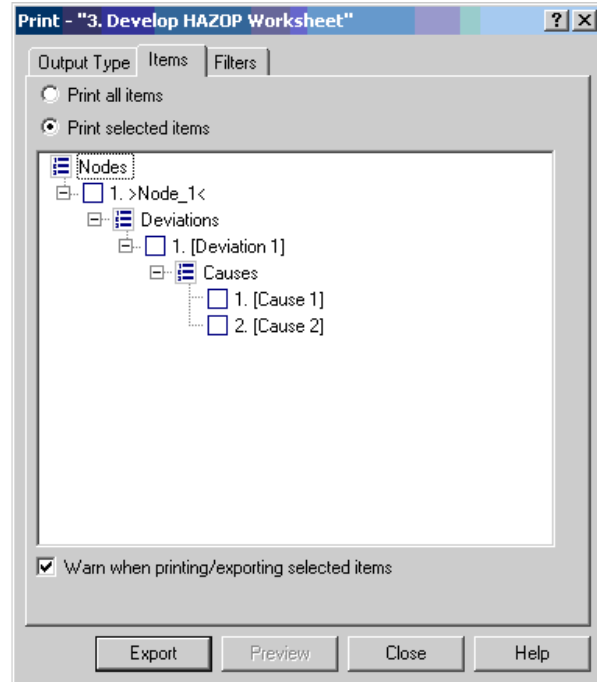 Print - "3. Develop HAZOP Worksheet"
Output Type Items Filters
Print all items
Print selected items
Nodes
1. >Node_1<
Deviations
1. [Deviation 1]
Causes
1. [Cause 1]
2. [Cause 2]
Warn when printing/exporting selected items
Export Preview Close Help